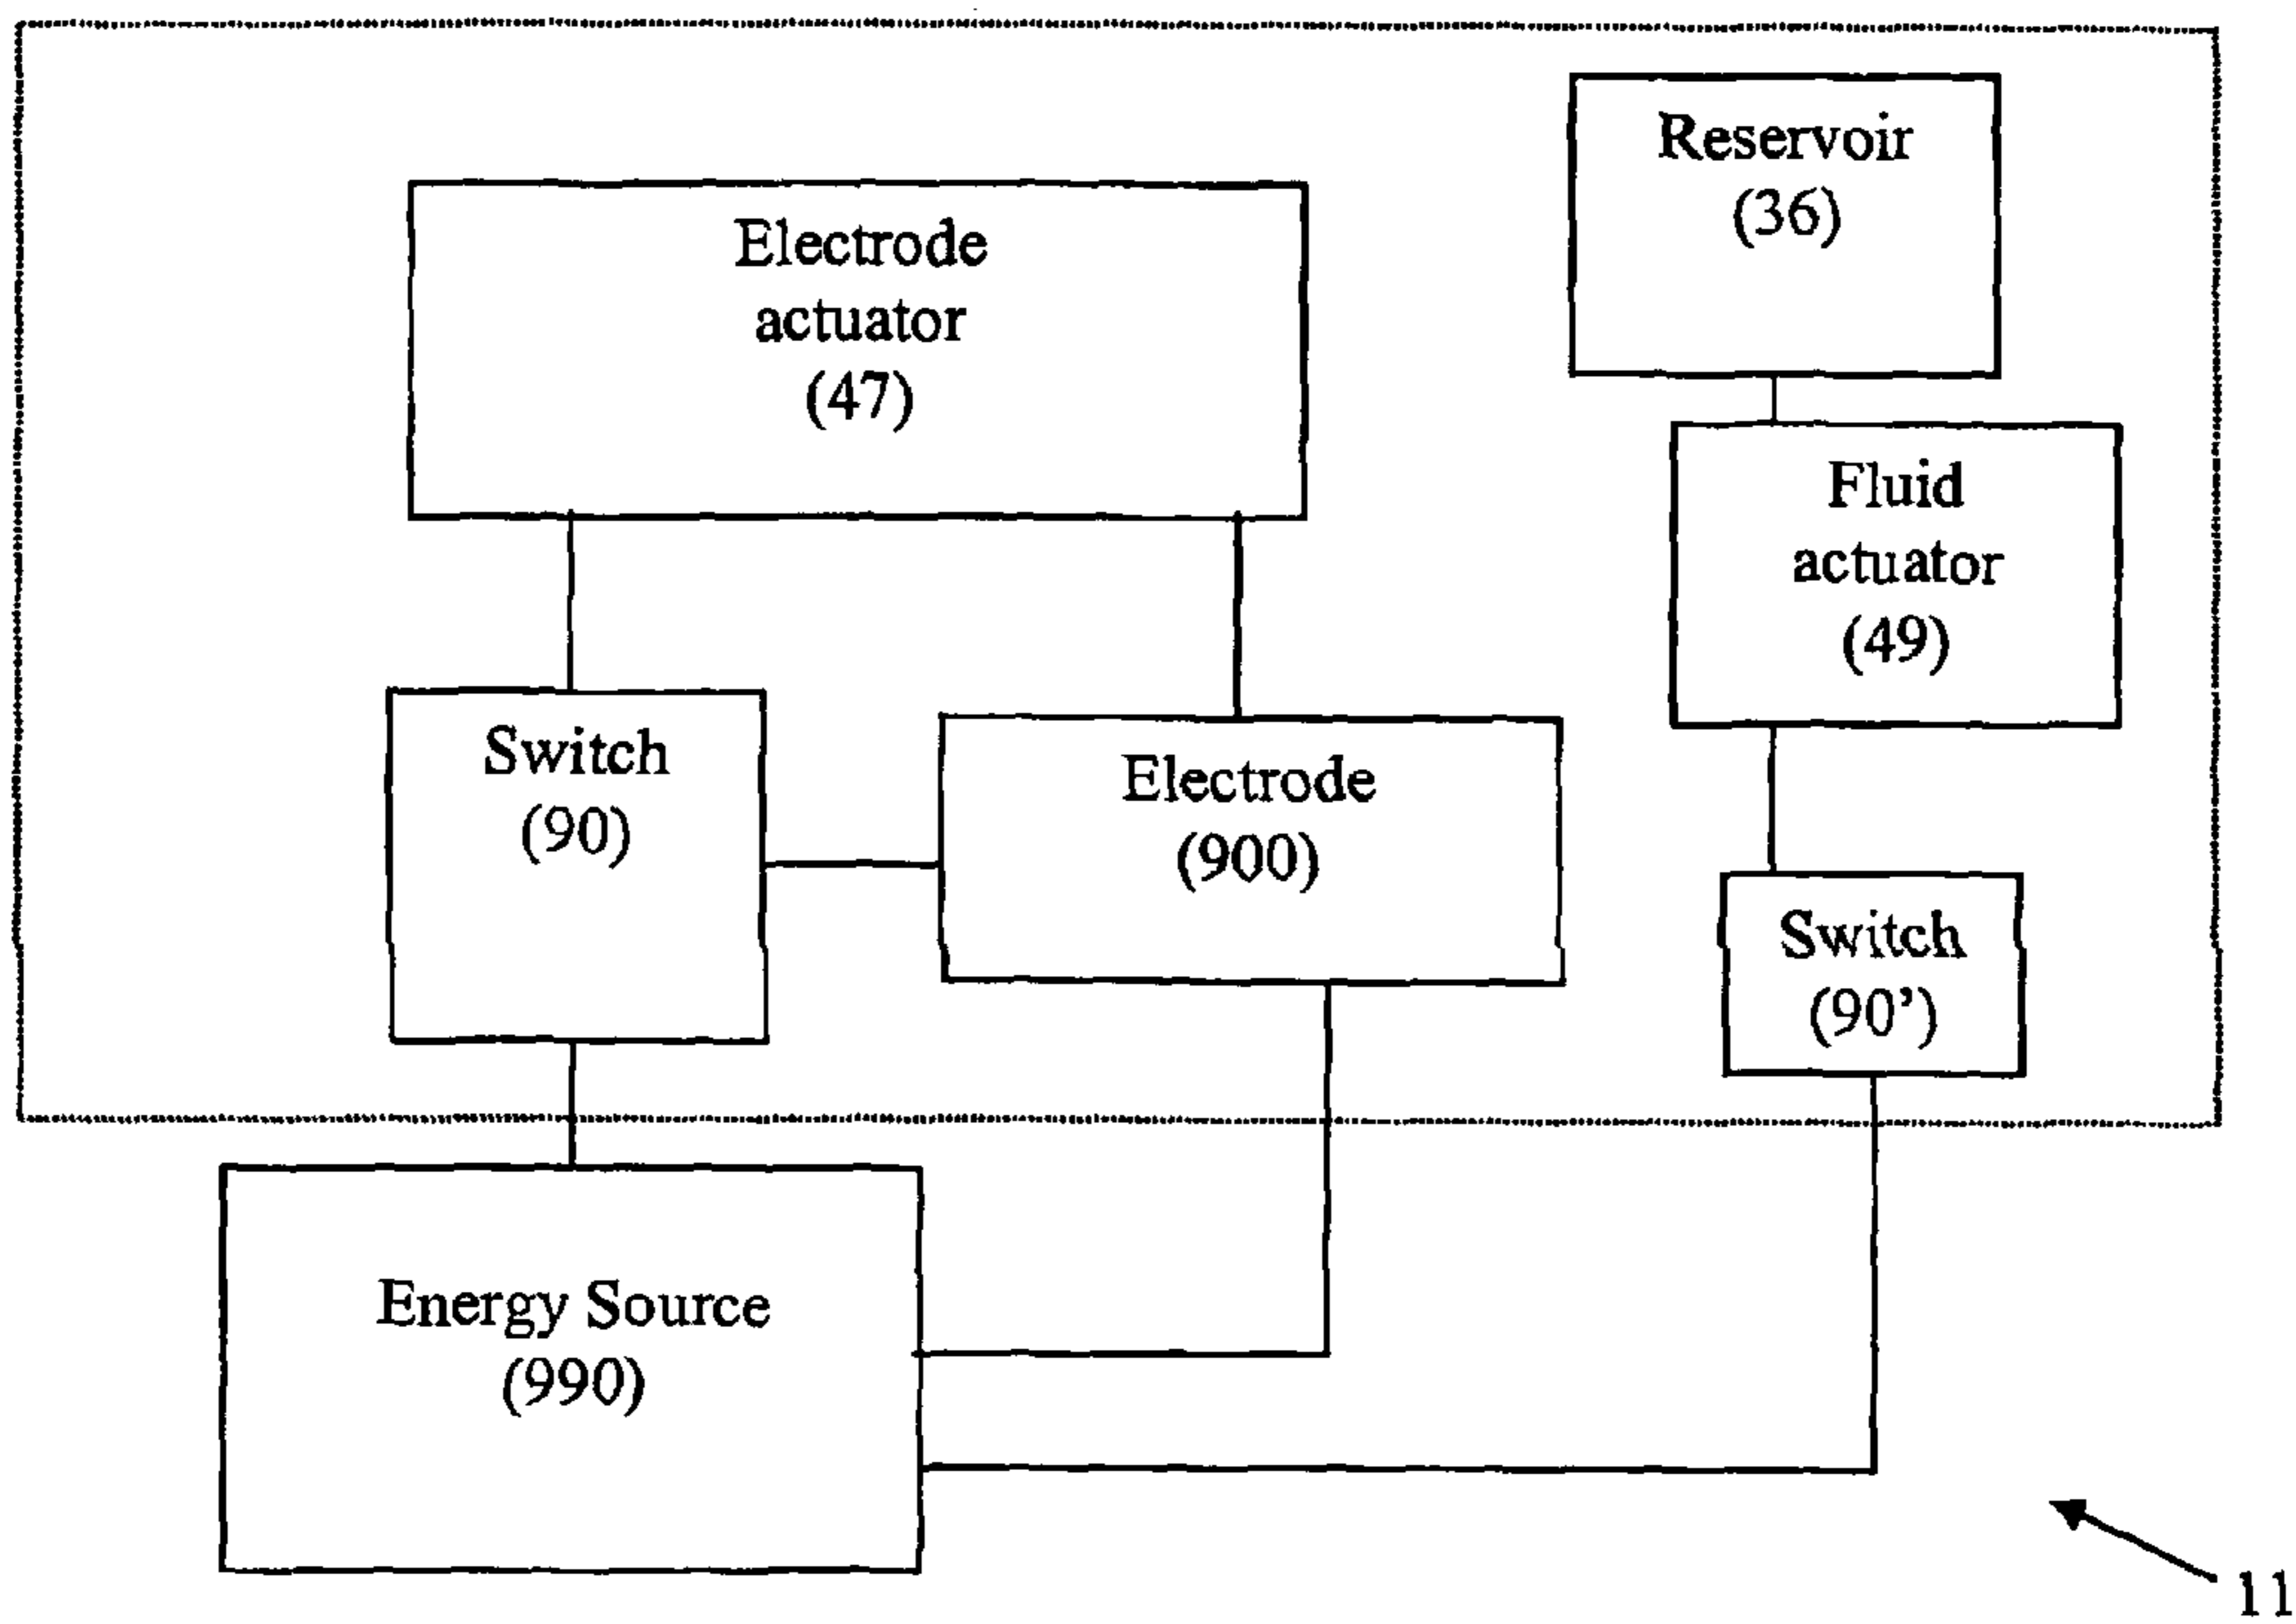 Reservoir
(36)
Electrode
actuator
(47)
Fluid
actuator
(49)
Switch
(90)
Electrode
(900)
Switch
(90’)
Energy Source
(990)
11